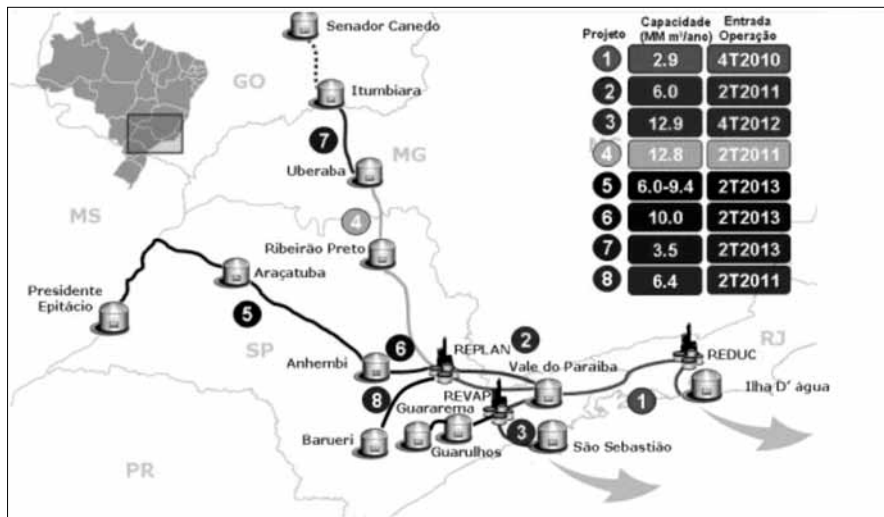 Senador Canedo
Projeto
Capacidade
(MM m³/ano)
Entrada
Operação
1 2.9 4T2010
2 6.0 2T2011
3 12.9 4T2012
4 12.8 2T2011
5 6.0-9.4 2T2013
6 10.0 2T2013
7 3.5 2T2013
8 6.4 2T2011
GO
Itumbiara
7
MG
Uberaba
MS
4
Ribeirão Preto
Araçatuba
Presidente
Epitácio
5
SP
6
2
REPLAN
RJ
REDUC
Anhembi
Vale do Paraiba
8
REVAP
Ilha D' água
Guararema
1
Barueri
Guarulhos
3
São Sebastião
PR